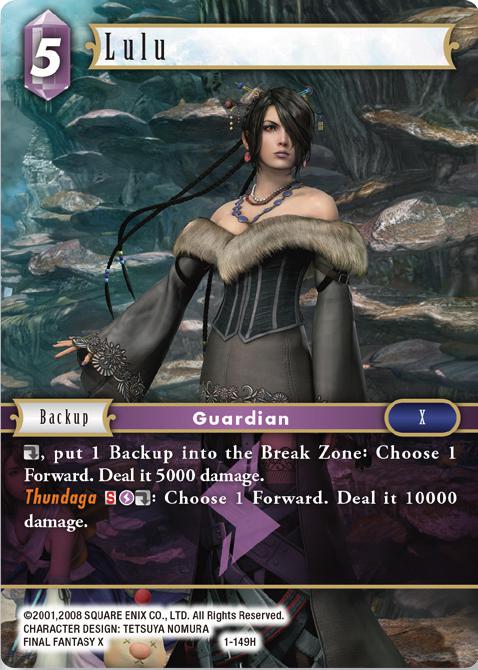 5
Lulu
Backup
Guardian
X
, put 1 Backup into the Break Zone: Choose 1
Forward. Deal it 5000 damage.
Thundaga S: Choose 1 Forward. Deal it 10000
damage.
©2001,2008 SQUARE ENIX CO., LTD. All Rights Reserved.
CHARACTER DESIGN: TETSUYA NOMURA
FINAL FANTASY X
1-149H